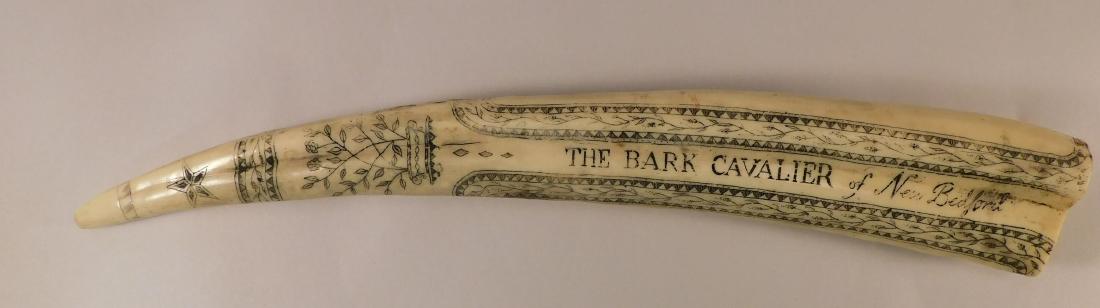 THE BARK CAVALIER of New Bedford